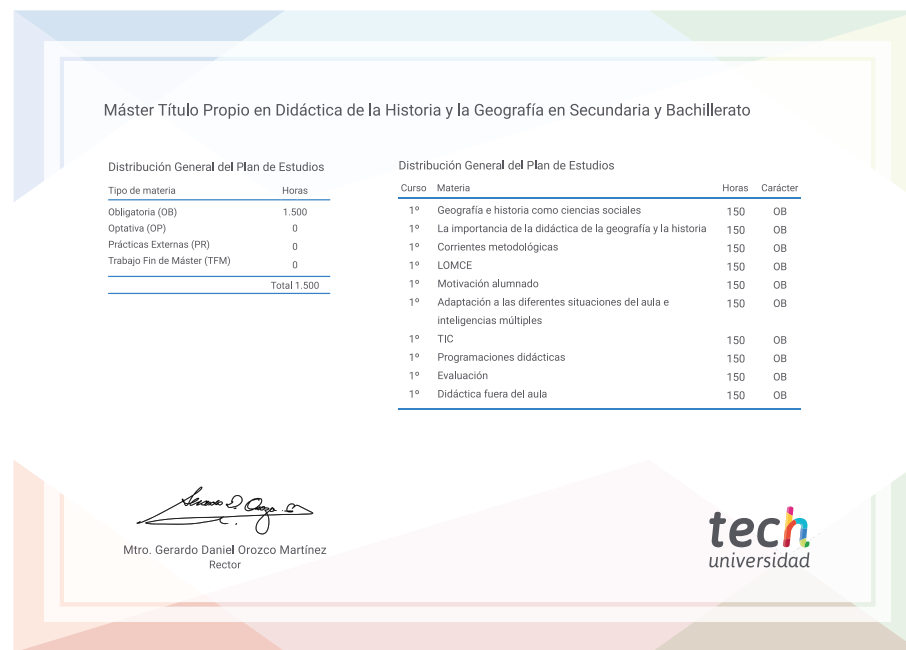 Máster Título Propio en Didáctica de la Historia y la Geografía en Secundaria y Bachillerato
Distribución General del Plan de Estudios
Tipo de materia Horas
Obligatoria (OB) 1.500
Optativa (OP) 0
Prácticas Externas (PR) 0
Trabajo Fin de Máster (TFM) 0
Total 1.500
Distribución General del Plan de Estudios
Curso Materia Horas Carácter
1º Geografía e historia como ciencias sociales 150 OB
1º La importancia de la didáctica de la geografía y la historia 150 OB
1º Corrientes metodológicas 150 OB
1º LOMCE 150 OB
1º Motivación alumnado 150 OB
1º Adaptación a las diferentes situaciones del aula e 150 OB
inteligencias múltiples
1º TIC 150 OB
1º Programaciones didácticas 150 OB
1º Evaluación 150 OB
1º Didáctica fuera del aula 150 OB
Mtro. Gerardo Daniel Orozco Martínez
Rector
tech
universidad